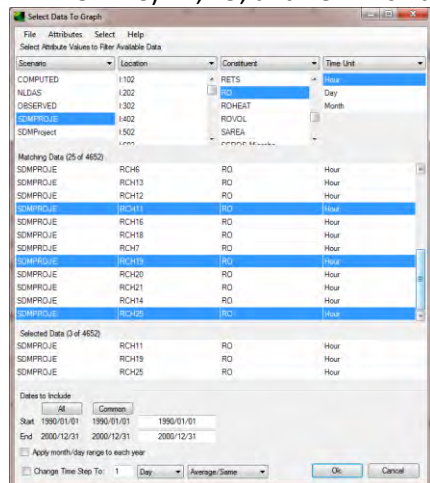 Select Data To Graph
File Attributes Select Help
Select Attribute Values to Filter Available Data
Scenario Location Constituent Time Unit
COMPUTED I:102 RETS Hour
NLDAS I:202 RO Day
OBSERVED I:302 ROHEAT Month
SDMPROJE I:402 ROVOL
SDMProject I:502 SAREA
Matching Data (25 of 4652)
SDMPROJE RCH6 RO Hour
SDMPROJE RCH13 RO Hour
SDMPROJE RCH12 RO Hour
SDMPROJE RCH11 RO Hour
SDMPROJE RCH16 RO Hour
SDMPROJE RCH18 RO Hour
SDMPROJE RCH7 RO Hour
SDMPROJE RCH19 RO Hour
SDMPROJE RCH20 RO Hour
SDMPROJE RCH21 RO Hour
SDMPROJE RCH14 RO Hour
SDMPROJE RCH25 RO Hour
Selected Data (3 of 4652)
SDMPROJE RCH11 RO Hour
SDMPROJE RCH19 RO Hour
SDMPROJE RCH25 RO Hour
Dates to Include
All Common
Start 1990/01/01 1990/01/01 1990/01/01
End 2000/12/31 2000/12/31 2000/12/31
Apply month/day range to each year
Change Time Step To: 1 Day Average/Same Ok Cancel